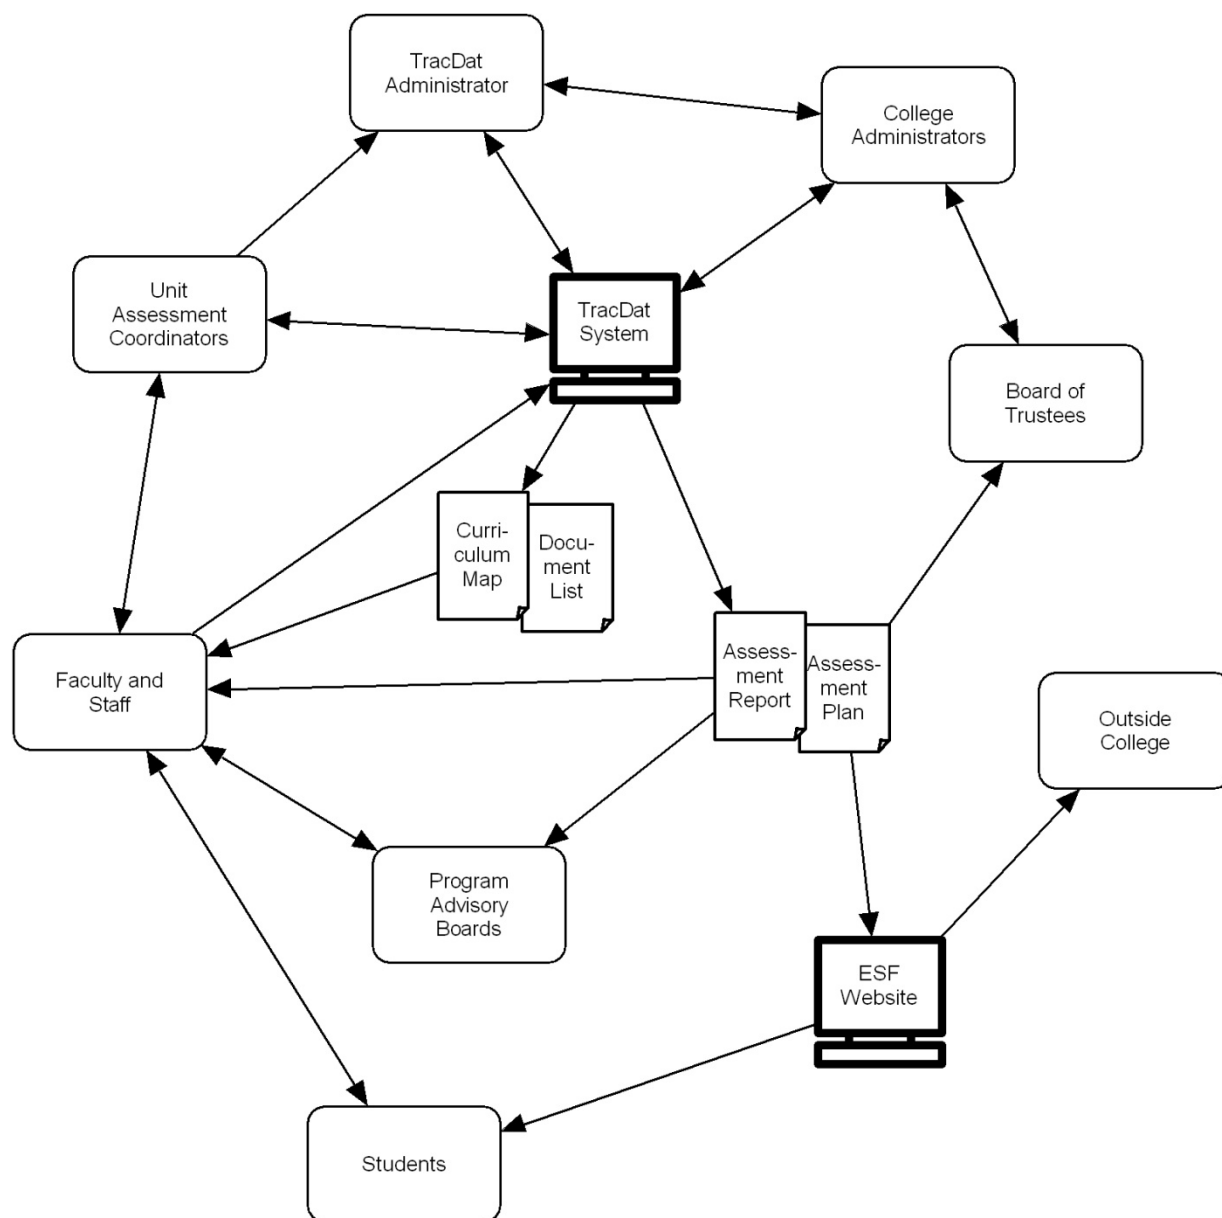 TracDat
Administrator
College
Administrators
Unit
Assessment
Coordinators
TracDat
System
Board of
Trustees
Curri-
culum
Map
Docu-
ment
List
Assess-
ment
Report
Assess-
ment
Plan
Faculty and
Staff
Outside
College
Program
Advisory
Boards
ESF
Website
Students